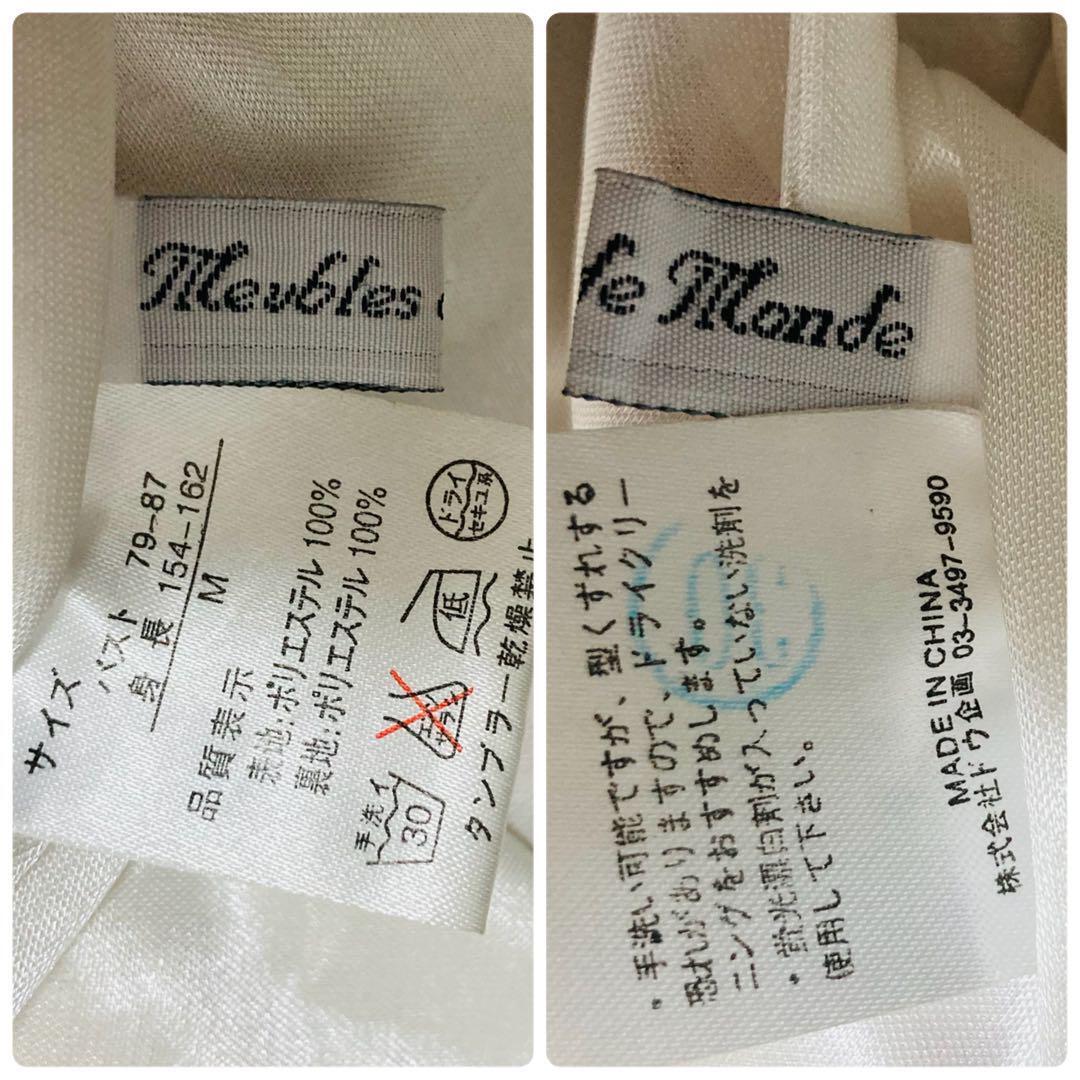 Meubles
サイズ
バスト 79-87
身長 154-162
M
品質表示
表地:ポリエステル 100%
裏地:ポリエステル 100%
手洗イ
30
エンソ
サラシ
低
ドライ
セキユ系
タンブラー乾燥禁止
de Monde
・手洗い可能ですが、型くずれする
恐れがありますので、ドライクリー
ニングをおすすめします。
・蛍光漂白剤が入っていない洗剤を
使用して下さい。
MADE IN CHINA
株式会社ドウ企画 03-3497-9590